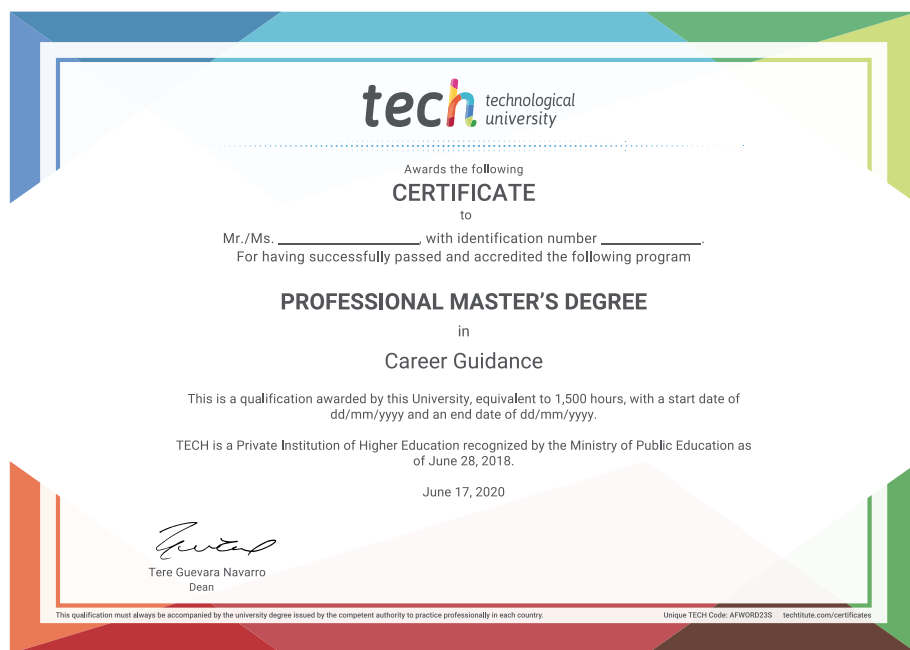 tech technological
university
Awards the following
CERTIFICATE
to
Mr./Ms. ____________, with identification number ____________.
For having successfully passed and accredited the following program
PROFESSIONAL MASTER'S DEGREE
in
Career Guidance
This is a qualification awarded by this University, equivalent to 1,500 hours, with a start date of
dd/mm/yyyy and an end date of dd/mm/yyyy.
TECH is a Private Institution of Higher Education recognized by the Ministry of Public Education as
of June 28, 2018.
June 17, 2020
Tere Guevara Navarro
Dean
This qualification must always be accompanied by the university degree issued by the competent authority to practice professionally in each country.
Unique TECH Code: AFWORD23S techtitute.com/certificates